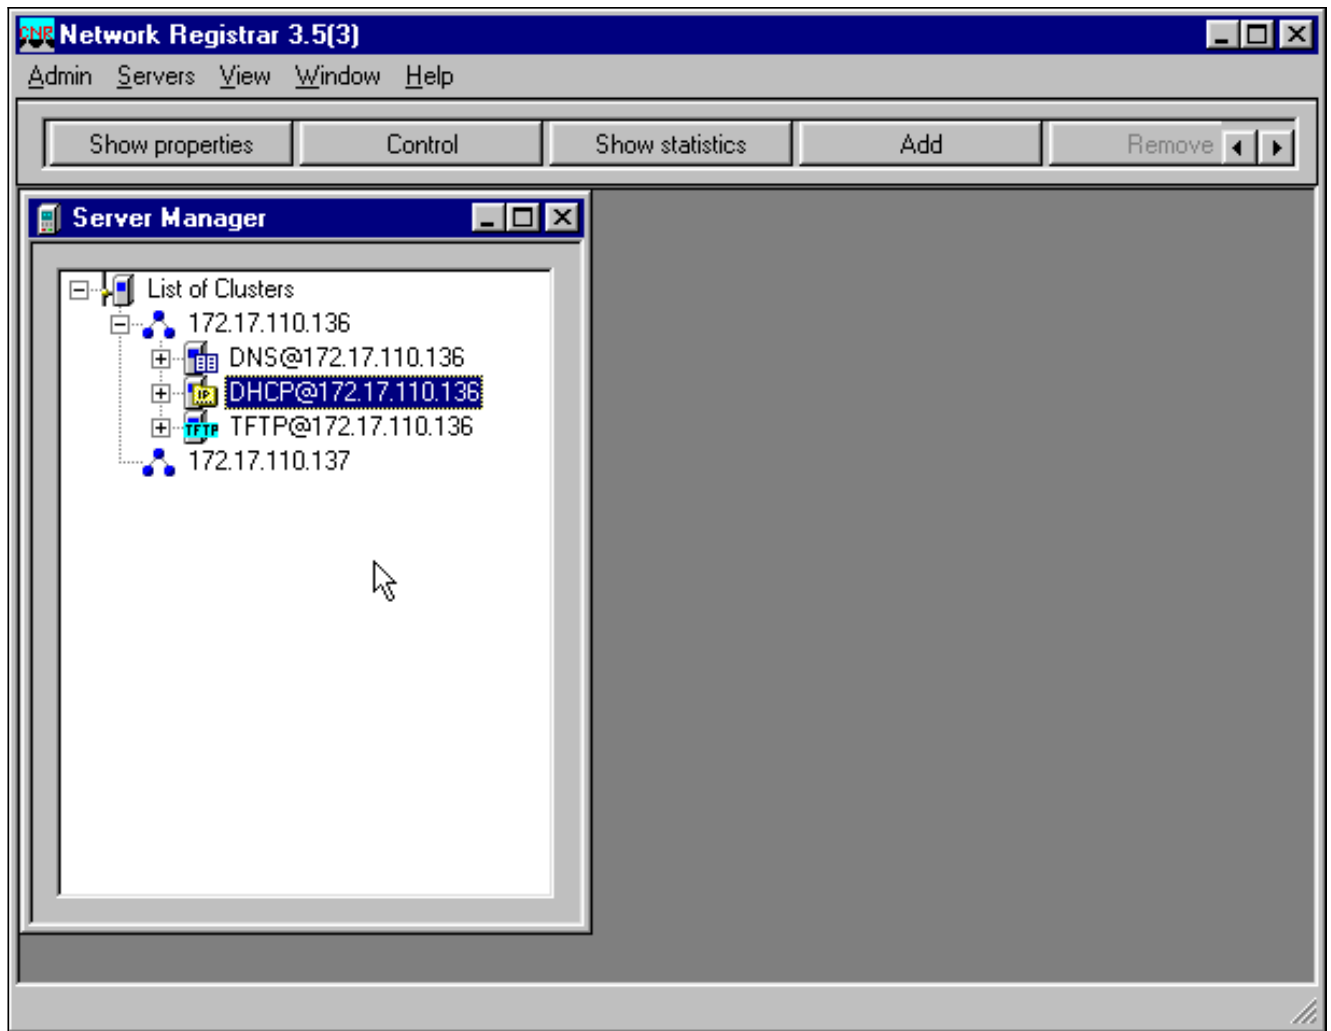 CNR Network Registrar 3.5(3)
Admin Servers View Window Help
Show properties Control Show statistics Add Remove
Server Manager
List of Clusters
172.17.110.136
DNS@172.17.110.136
IP DHCP@172.17.110.136
TFTP TFTP@172.17.110.136
172.17.110.137